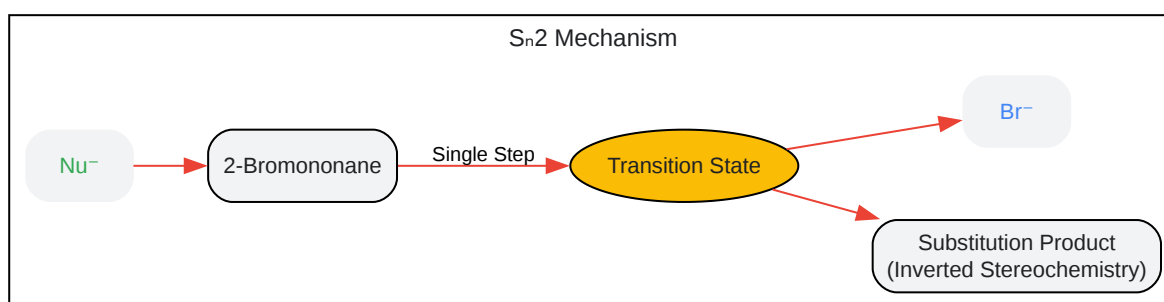 Sₙ2 Mechanism
Br⁻
Nu⁻
2-Bromononane
Single Step
Transition State
Substitution Product
(Inverted Stereochemistry)